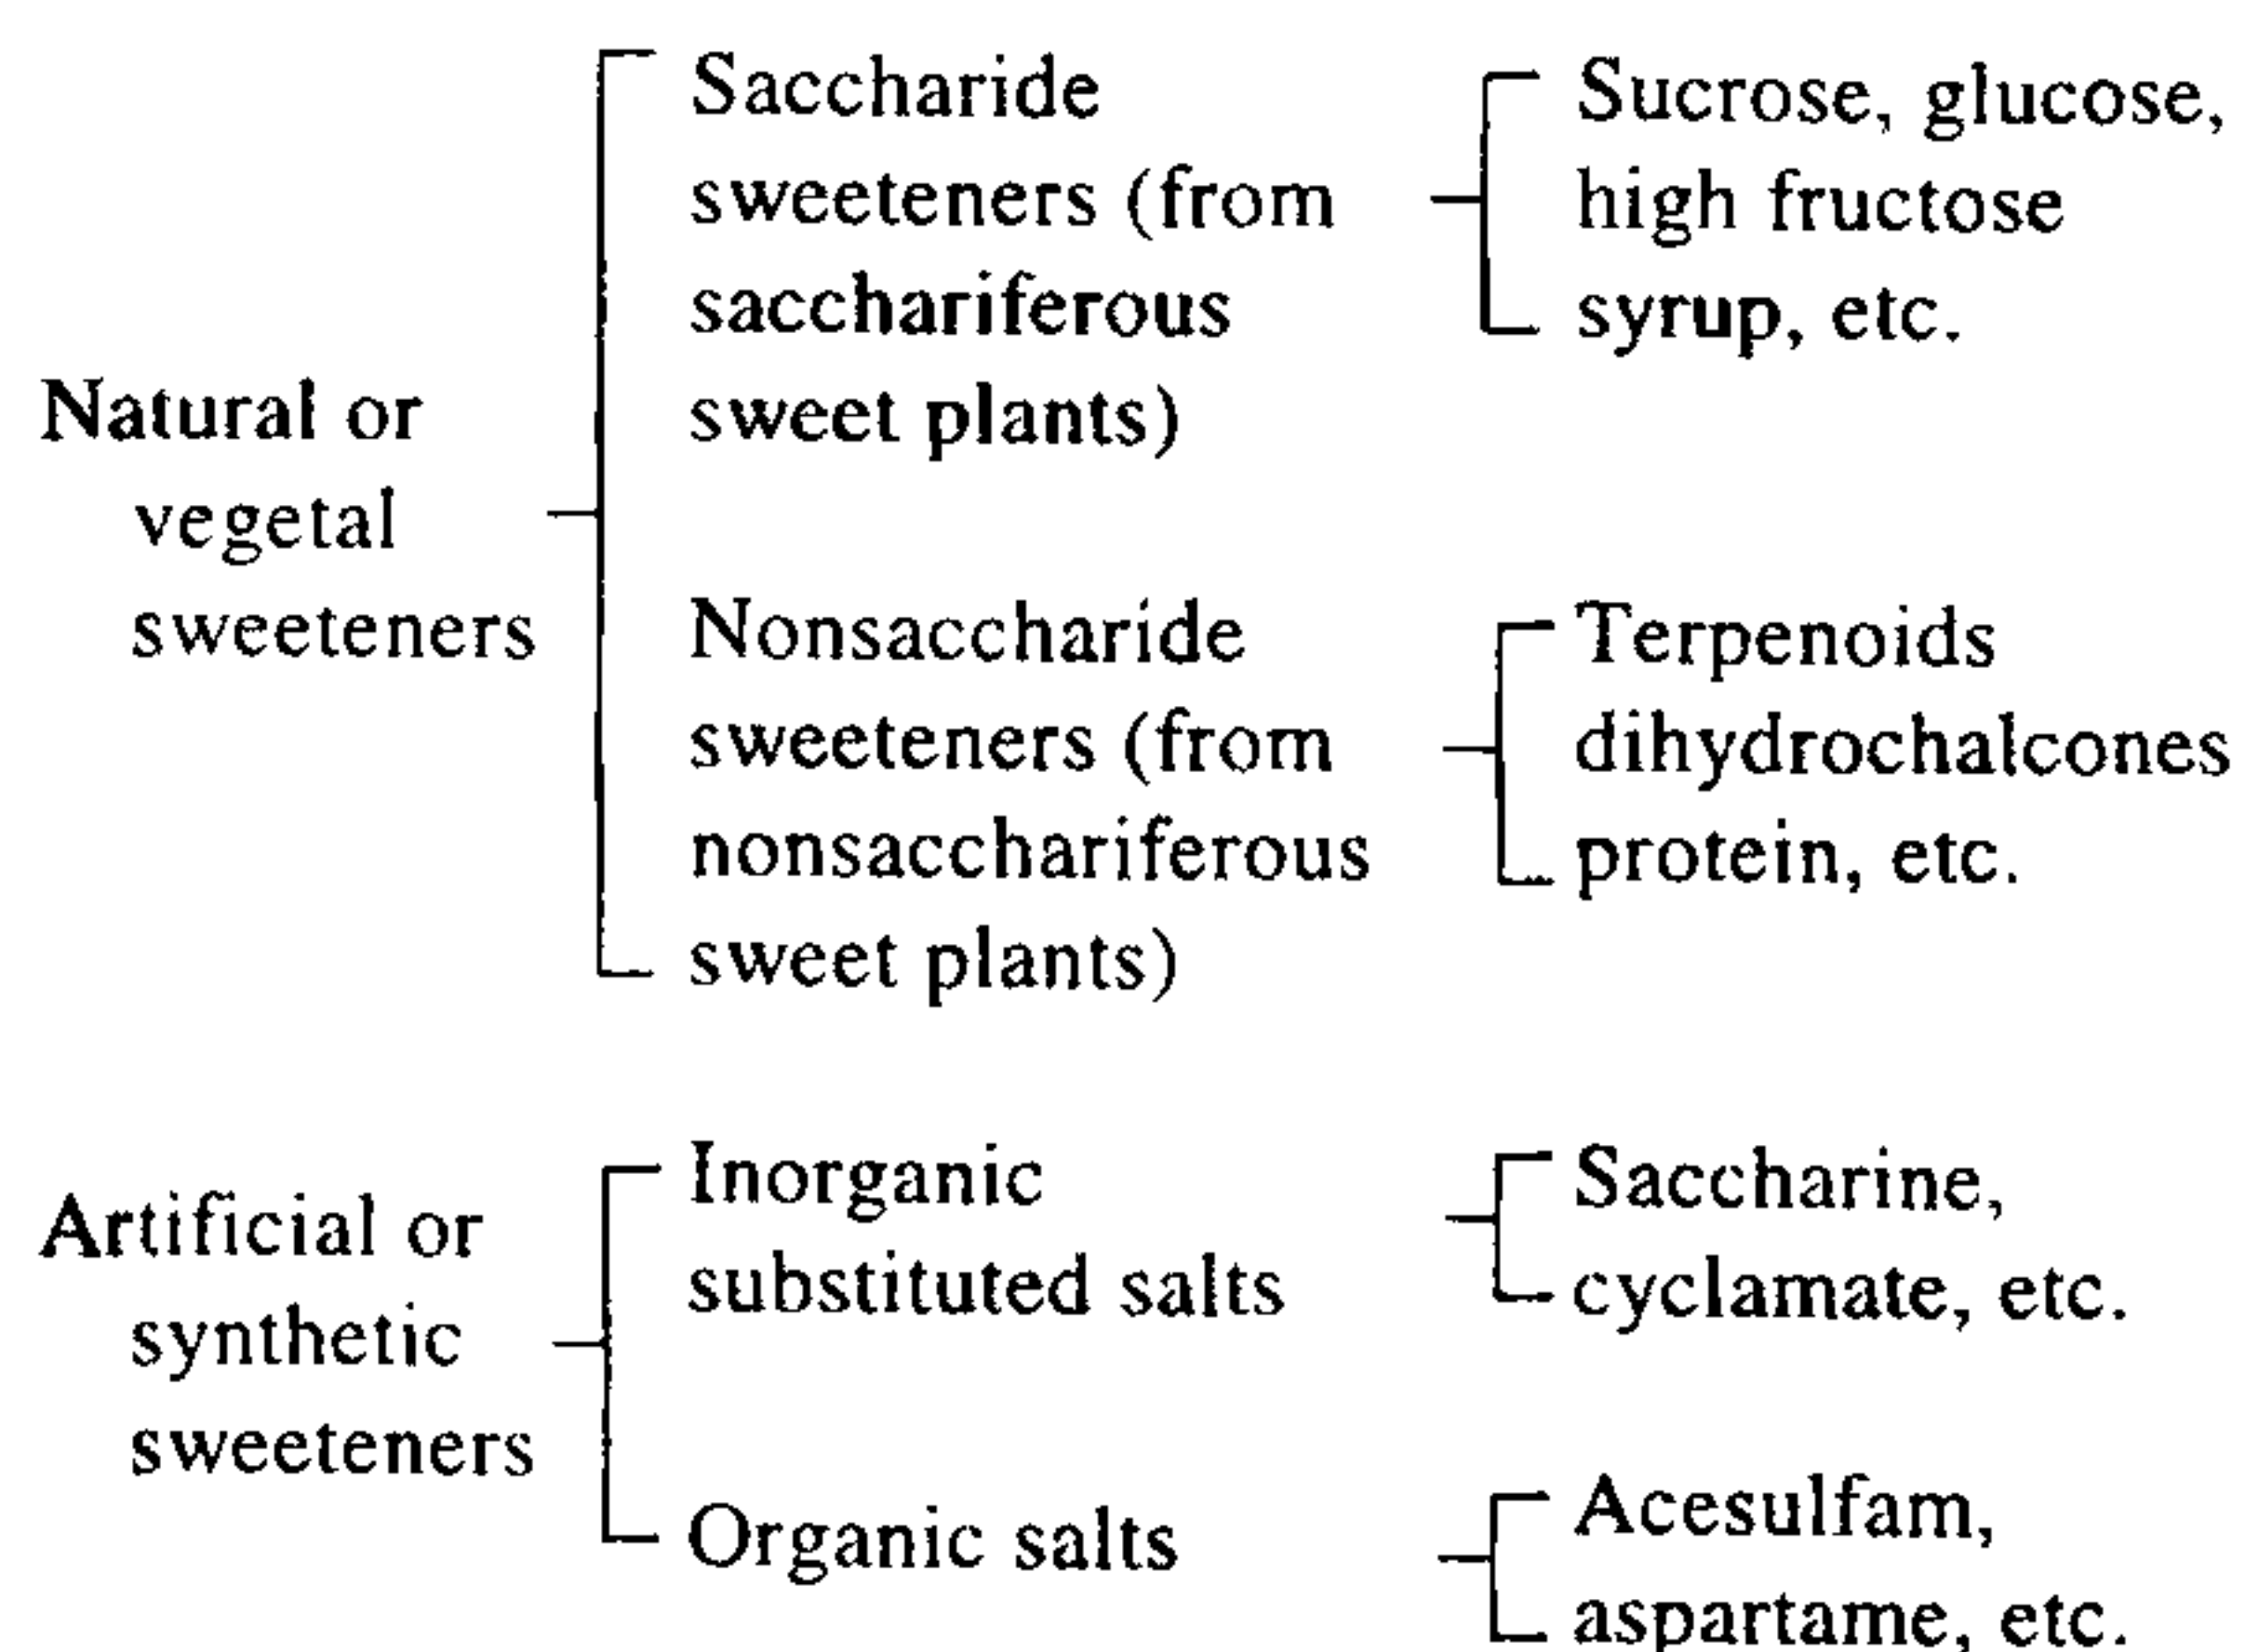 Natural or
vegetal
sweeteners
Saccharide
sweeteners (from
sacchariferous
sweet plants)
Sucrose, glucose,
high fructose
syrup, etc.
Nonsaccharide
sweeteners (from
nonsacchariferous
sweet plants)
Terpenoids
dihydrochalcones
protein, etc.
Artificial or
synthetic
sweeteners
Inorganic
substituted salts
Saccharine,
cyclamate, etc.
Organic salts
Acesulfam,
aspartame, etc.